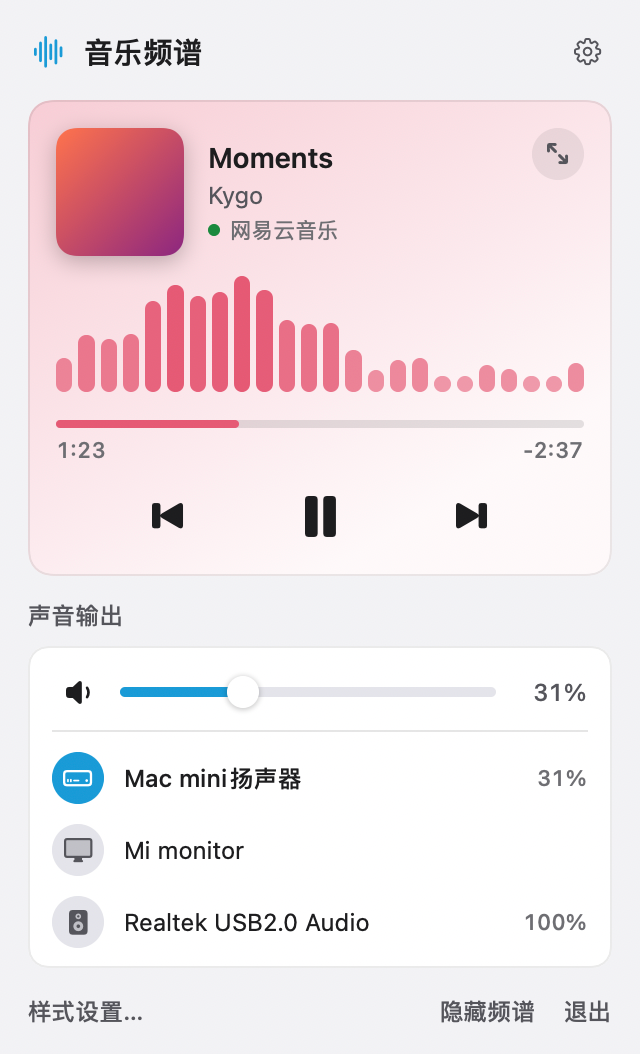 音乐频谱
Moments
Kygo
网易云音乐
1:23
-2:37
声音输出
31%
Mac mini扬声器
31%
Mi monitor
Realtek USB2.0 Audio
100%
样式设置...
隐藏频谱
退出